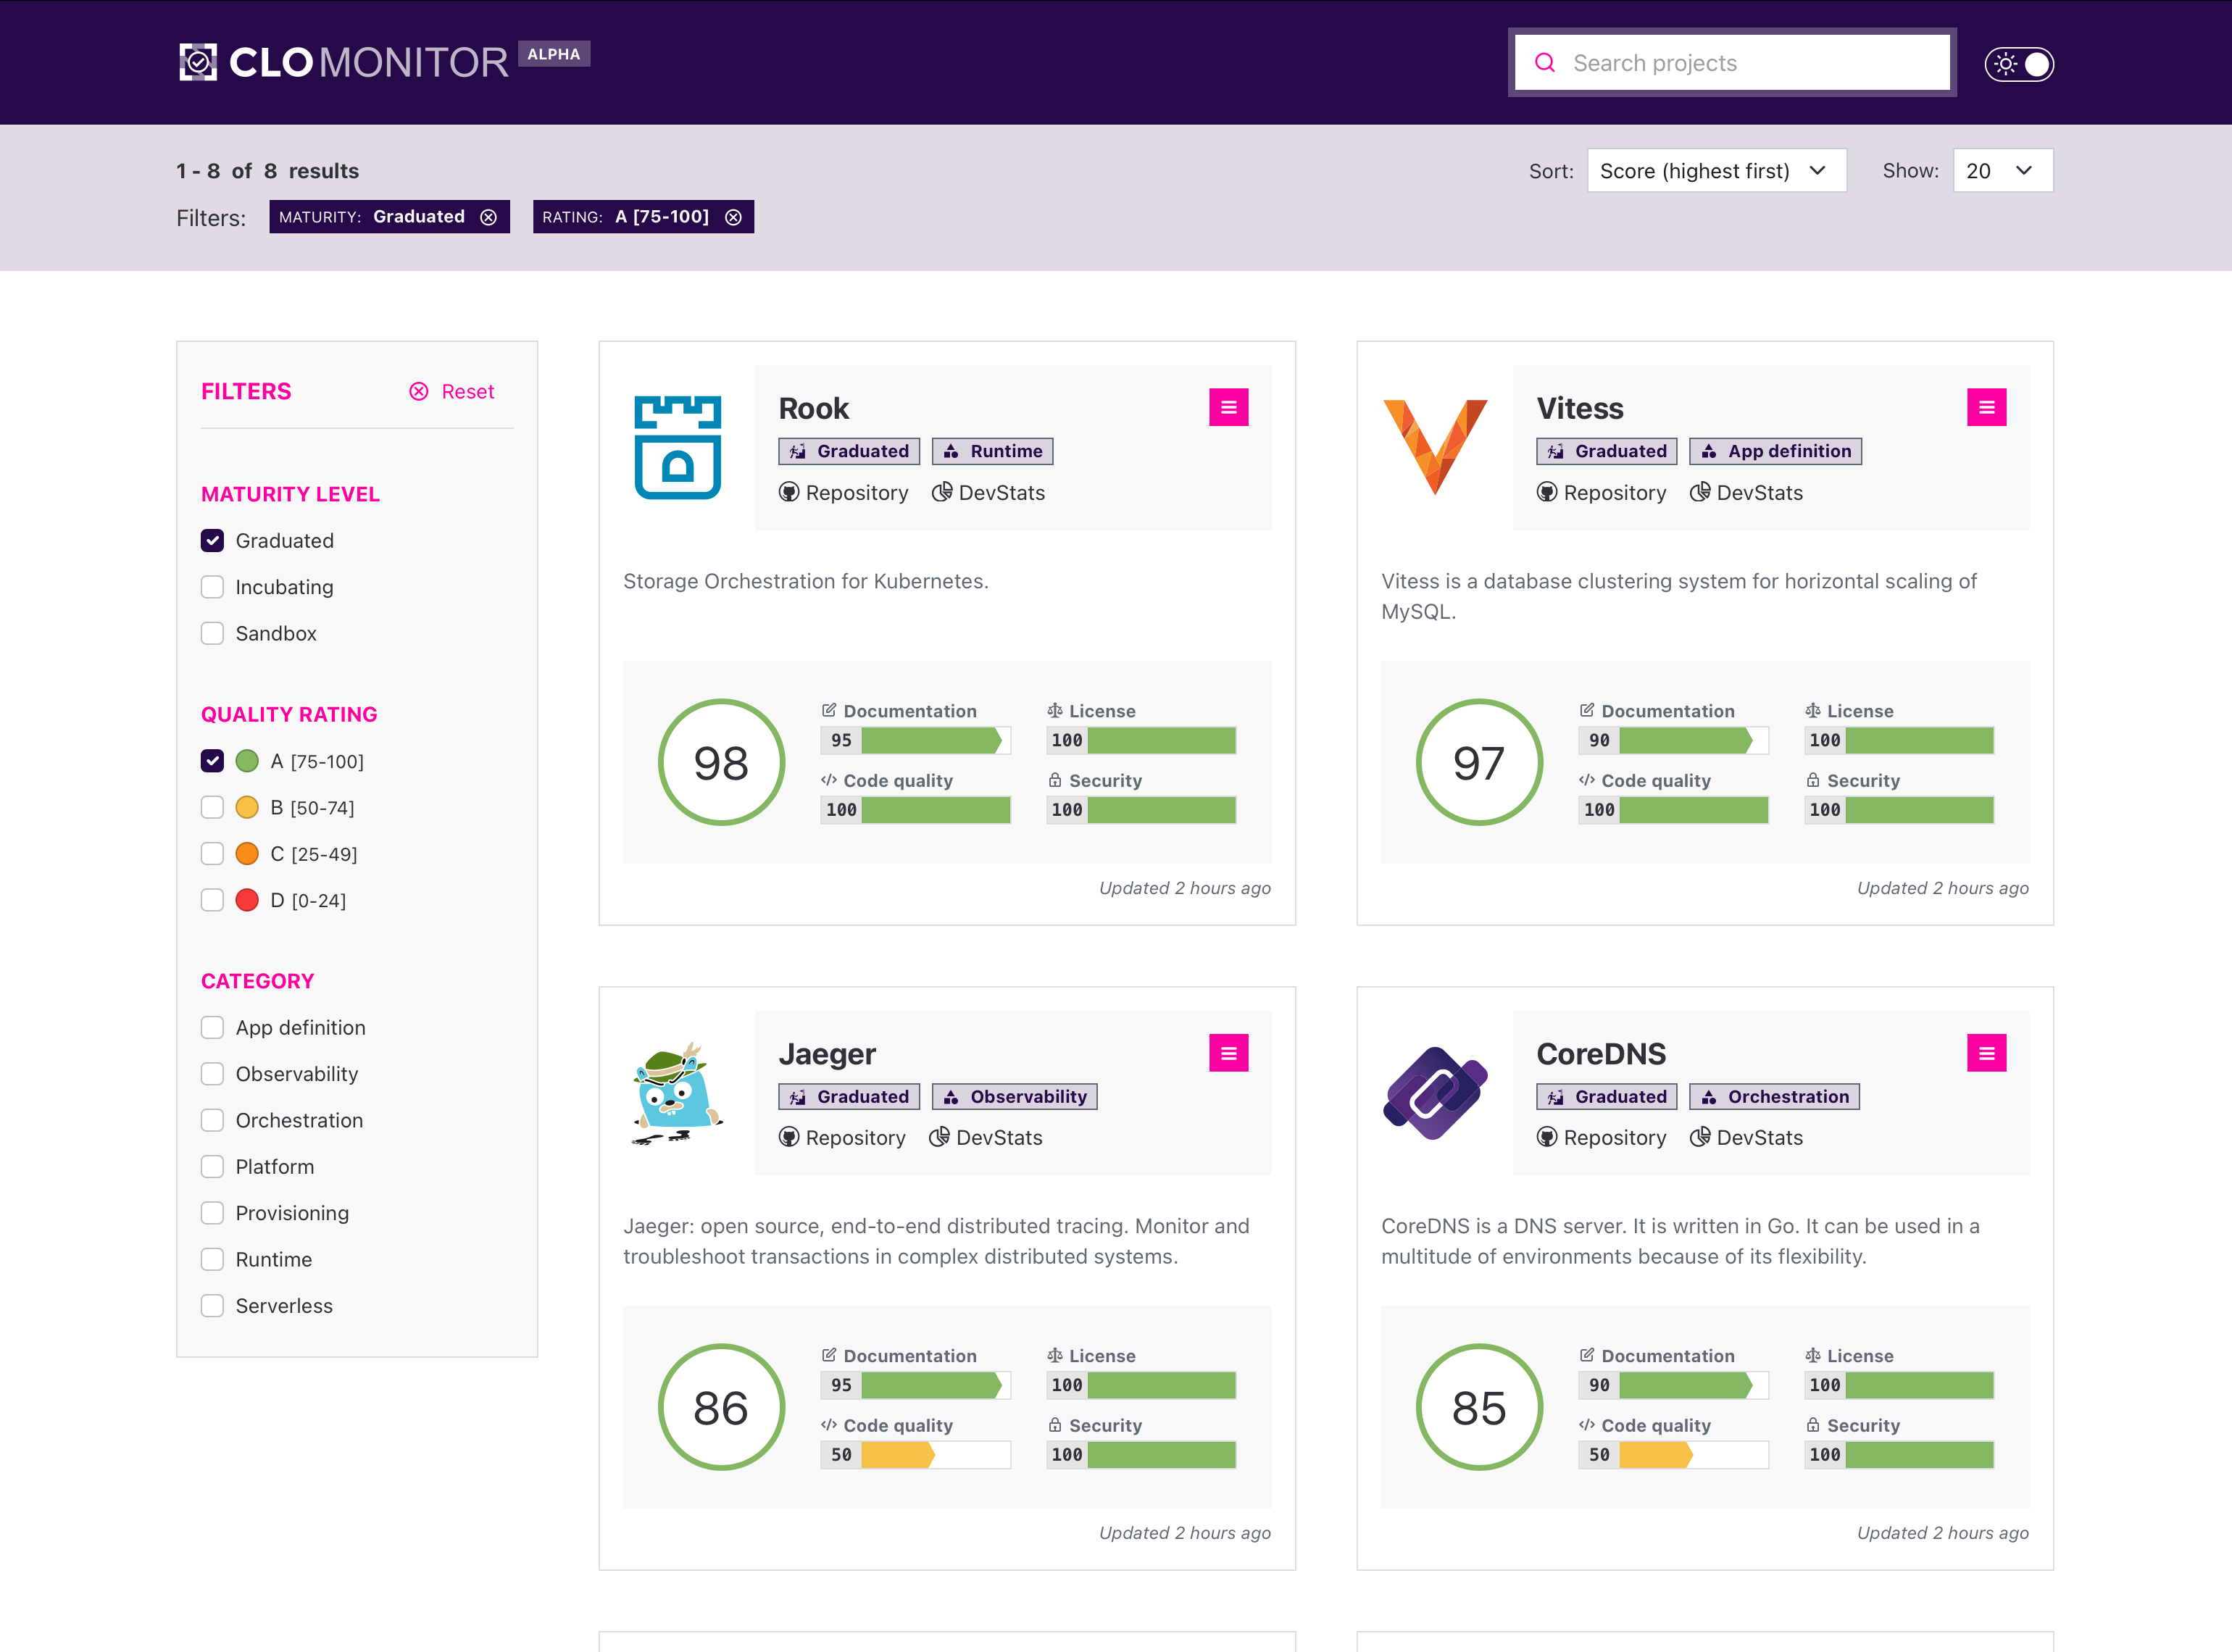 CLOMONITOR ALPHA
Search projects
1 - 8 of 8 results
Sort: Score (highest first)
Show: 20
Filters: MATURITY: Graduated RATING: A [75-100]
FILTERS Reset
MATURITY LEVEL
Graduated
Incubating
Sandbox
QUALITY RATING
A [75-100]
B [50-74]
C [25-49]
D [0-24]
CATEGORY
App definition
Observability
Orchestration
Platform
Provisioning
Runtime
Serverless
Rook
Graduated Runtime
Repository DevStats
Storage Orchestration for Kubernetes.
98
Documentation License
95 100
Code quality Security
100 100
Updated 2 hours ago
Vitess
Graduated App definition
Repository DevStats
Vitess is a database clustering system for horizontal scaling of
MySQL.
97
Documentation License
90 100
Code quality Security
100 100
Updated 2 hours ago
Jaeger
Graduated Observability
Repository DevStats
Jaeger: open source, end-to-end distributed tracing. Monitor and
troubleshoot transactions in complex distributed systems.
86
Documentation License
95 100
Code quality Security
50 100
Updated 2 hours ago
CoreDNS
Graduated Orchestration
Repository DevStats
CoreDNS is a DNS server. It is written in Go. It can be used in a
multitude of environments because of its flexibility.
85
Documentation License
90 100
Code quality Security
50 100
Updated 2 hours ago